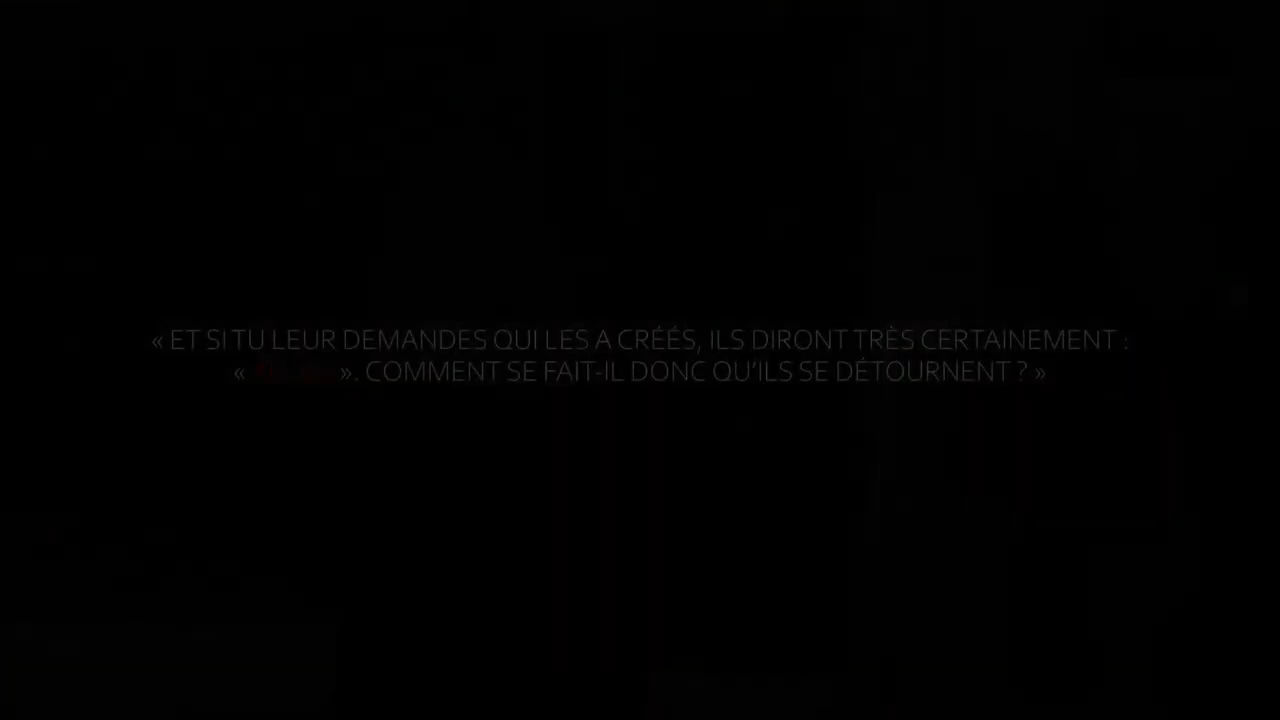 « ET SI TU LEUR DEMANDES QUI LES A CRÉÉS, ILS DIRONT TRÈS CERTAINEMENT :
« ». COMMENT SE FAIT-IL DONC QU'ILS SE DÉTOURNENT ? »